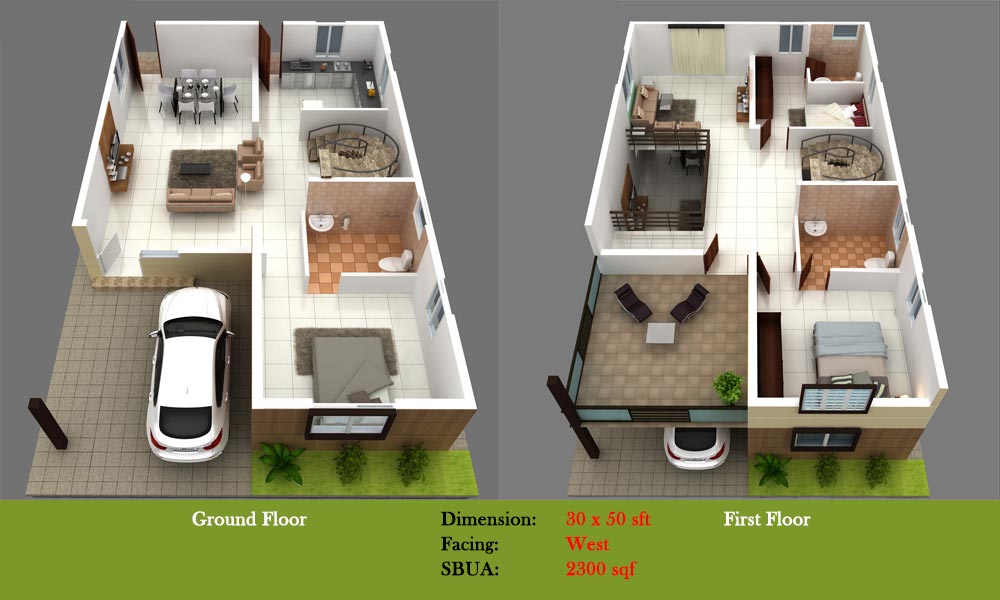 Ground Floor
Dimension: 30 x 50 sft
Facing: West
SBUA: 2300 sqf
First Floor